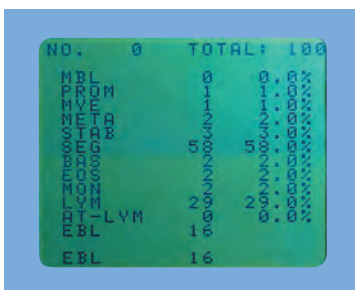 NO. 0 TOTAL: 100
MBL 0 0.0%
PROM 1 1.0%
MYE 1 1.0%
META 2 2.0%
STAB 3 3.0%
SEG 58 58.0%
BAS 2 2.0%
EOS 2 2.0%
MON 2 2.0%
LYM 29 29.0%
AT-LYM 0 0.0%
EBL 16
EBL 16